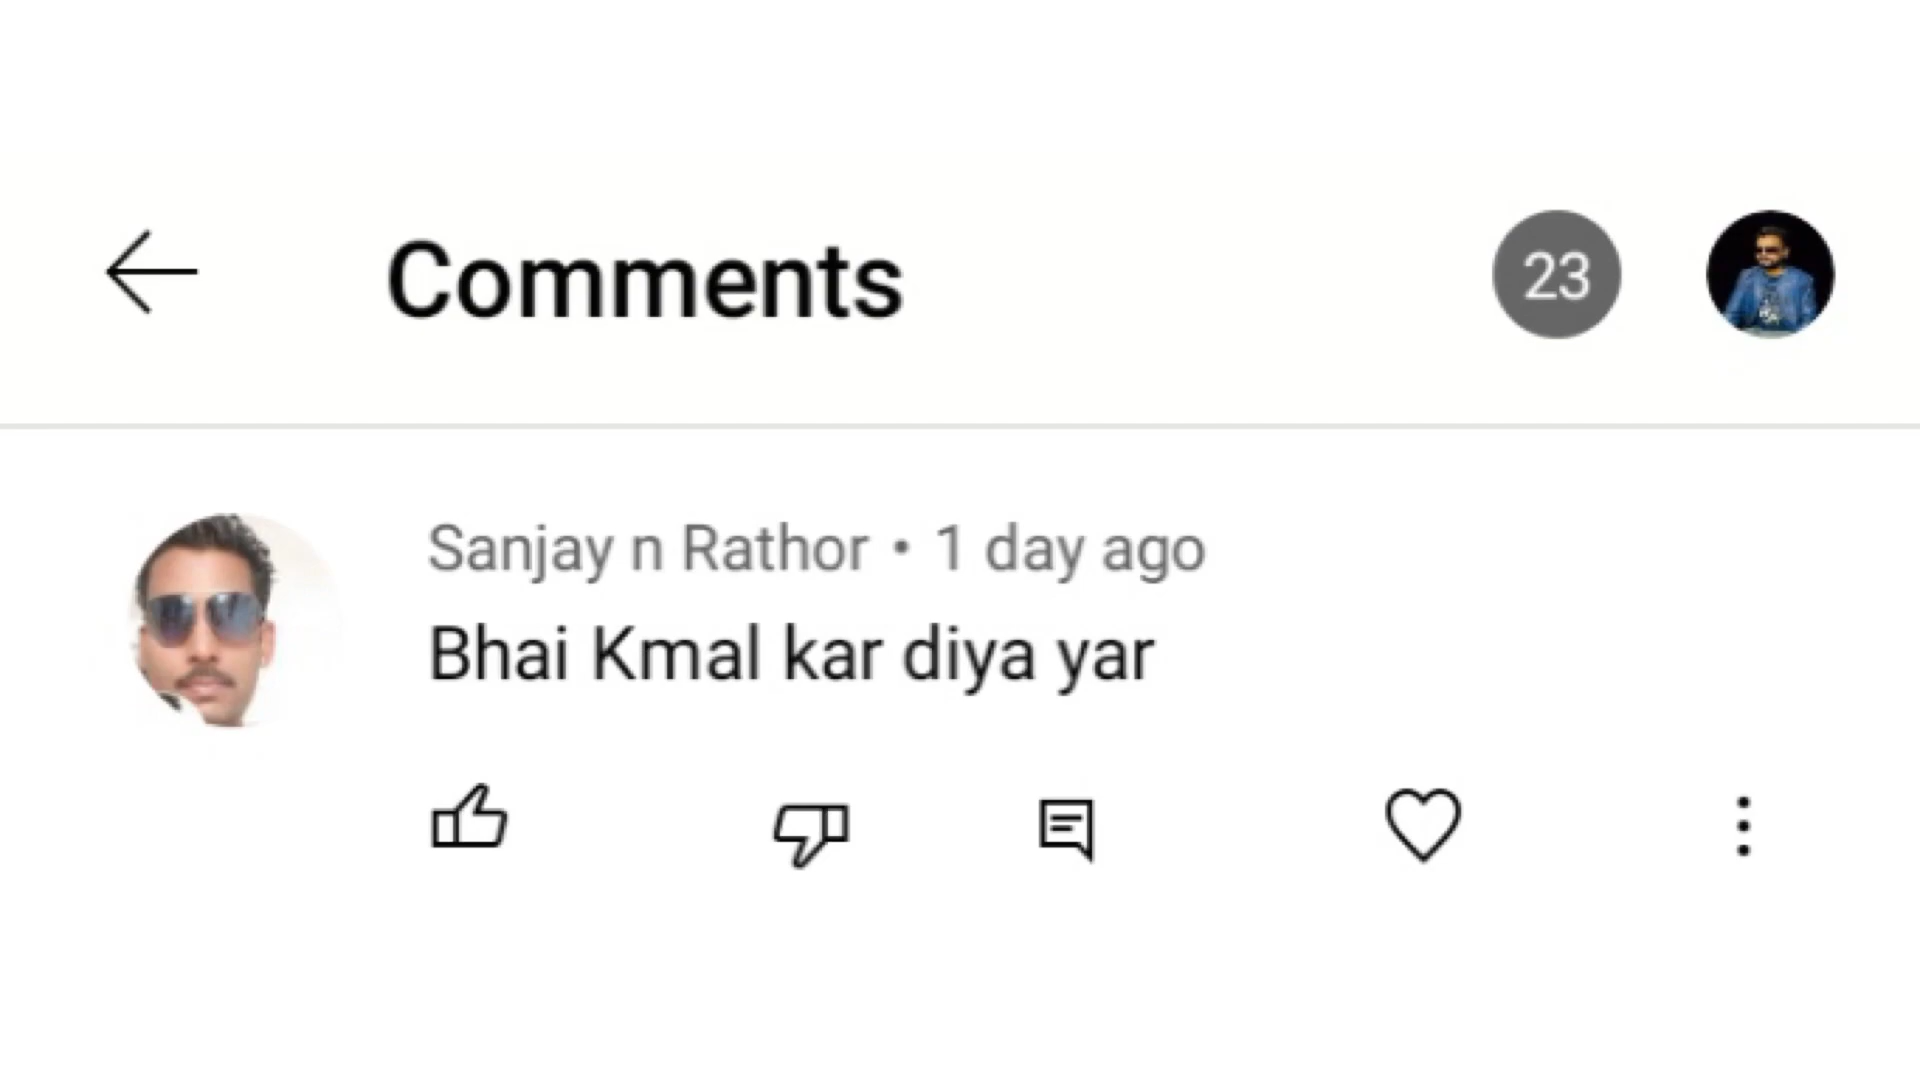 Comments 23
Sanjay n Rathor • 1 day ago
Bhai Kmal kar diya yar